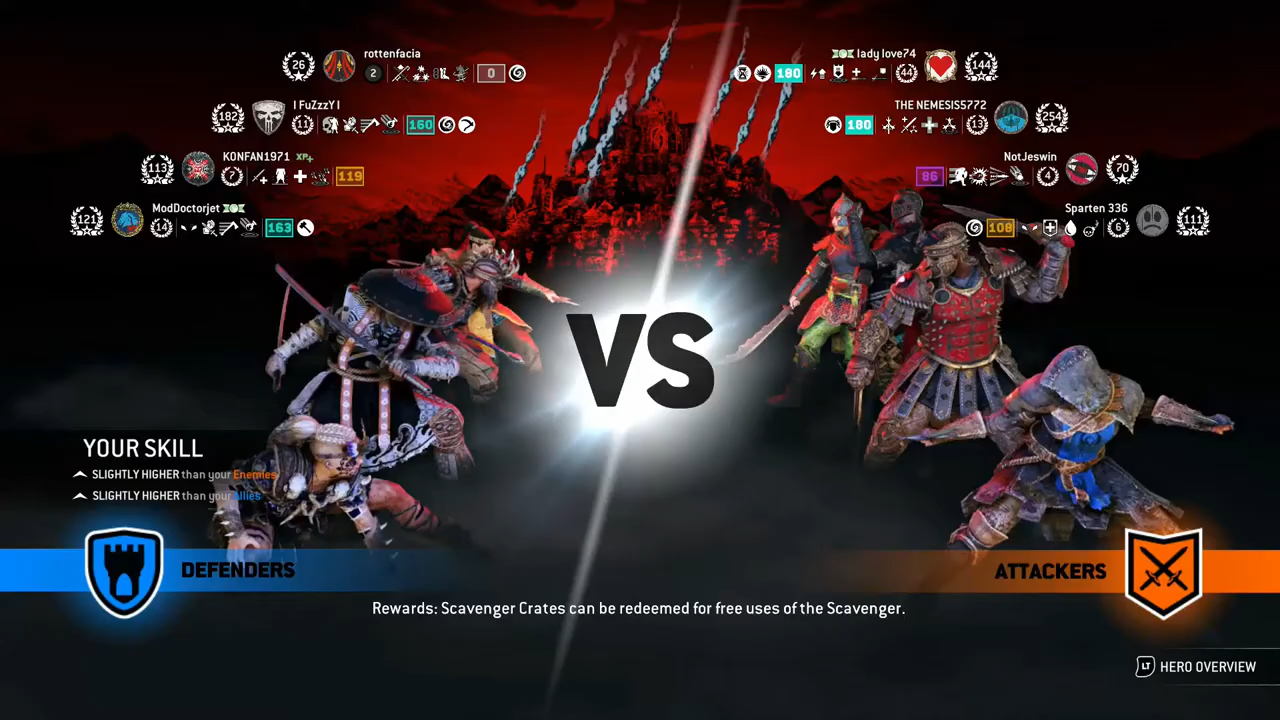 rottenfacia
26 2 0
I FuZzzY I
182 11 160
KONFAN1971 XP+
113 7 119
ModDoctorjet
121 14 163
lady love74
180 44 144
THE NEMESIS5772
180 13 254
NotJeswin
86 4 70
Sparten 336
108 6 111
VS
YOUR SKILL
SLIGHTLY HIGHER than your Enemies
SLIGHTLY HIGHER than your Allies
DEFENDERS
ATTACKERS
Rewards: Scavenger Crates can be redeemed for free uses of the Scavenger.
LT HERO OVERVIEW